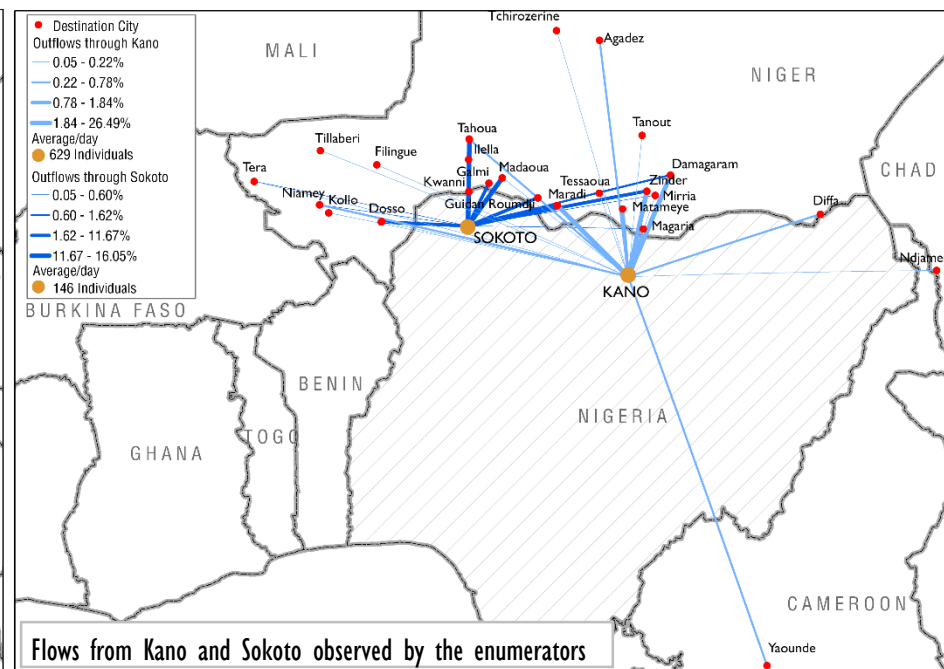 Destination City
Outflows through Kano
0.05 - 0.22%
0.22 - 0.78%
0.78 - 1.84%
1.84 - 26.49%
Average/day
629 Individuals
Outflows through Sokoto
0.05 - 0.60%
0.60 - 1.62%
1.62 - 11.67%
11.67 - 16.05%
Average/day
146 Individuals
Tchirozerine
Agadez
MALI
NIGER
Tillaberi
Tahoua
Tanout
Filingue
Illela
Damagaram
CHAD
Tera
Galmi
Madaoua
Kwanni
Tessaoua
Zinder
Niamey
Kollo
Guidan Roumdji
Maradi
Mirria
Matameye
Diffa
Dosso
Magaria
SOKOTO
Ndjamena
KANO
BURKINA FASO
BENIN
NIGERIA
GHANA
TOGO
CAMEROON
Yaounde
Flows from Kano and Sokoto observed by the enumerators